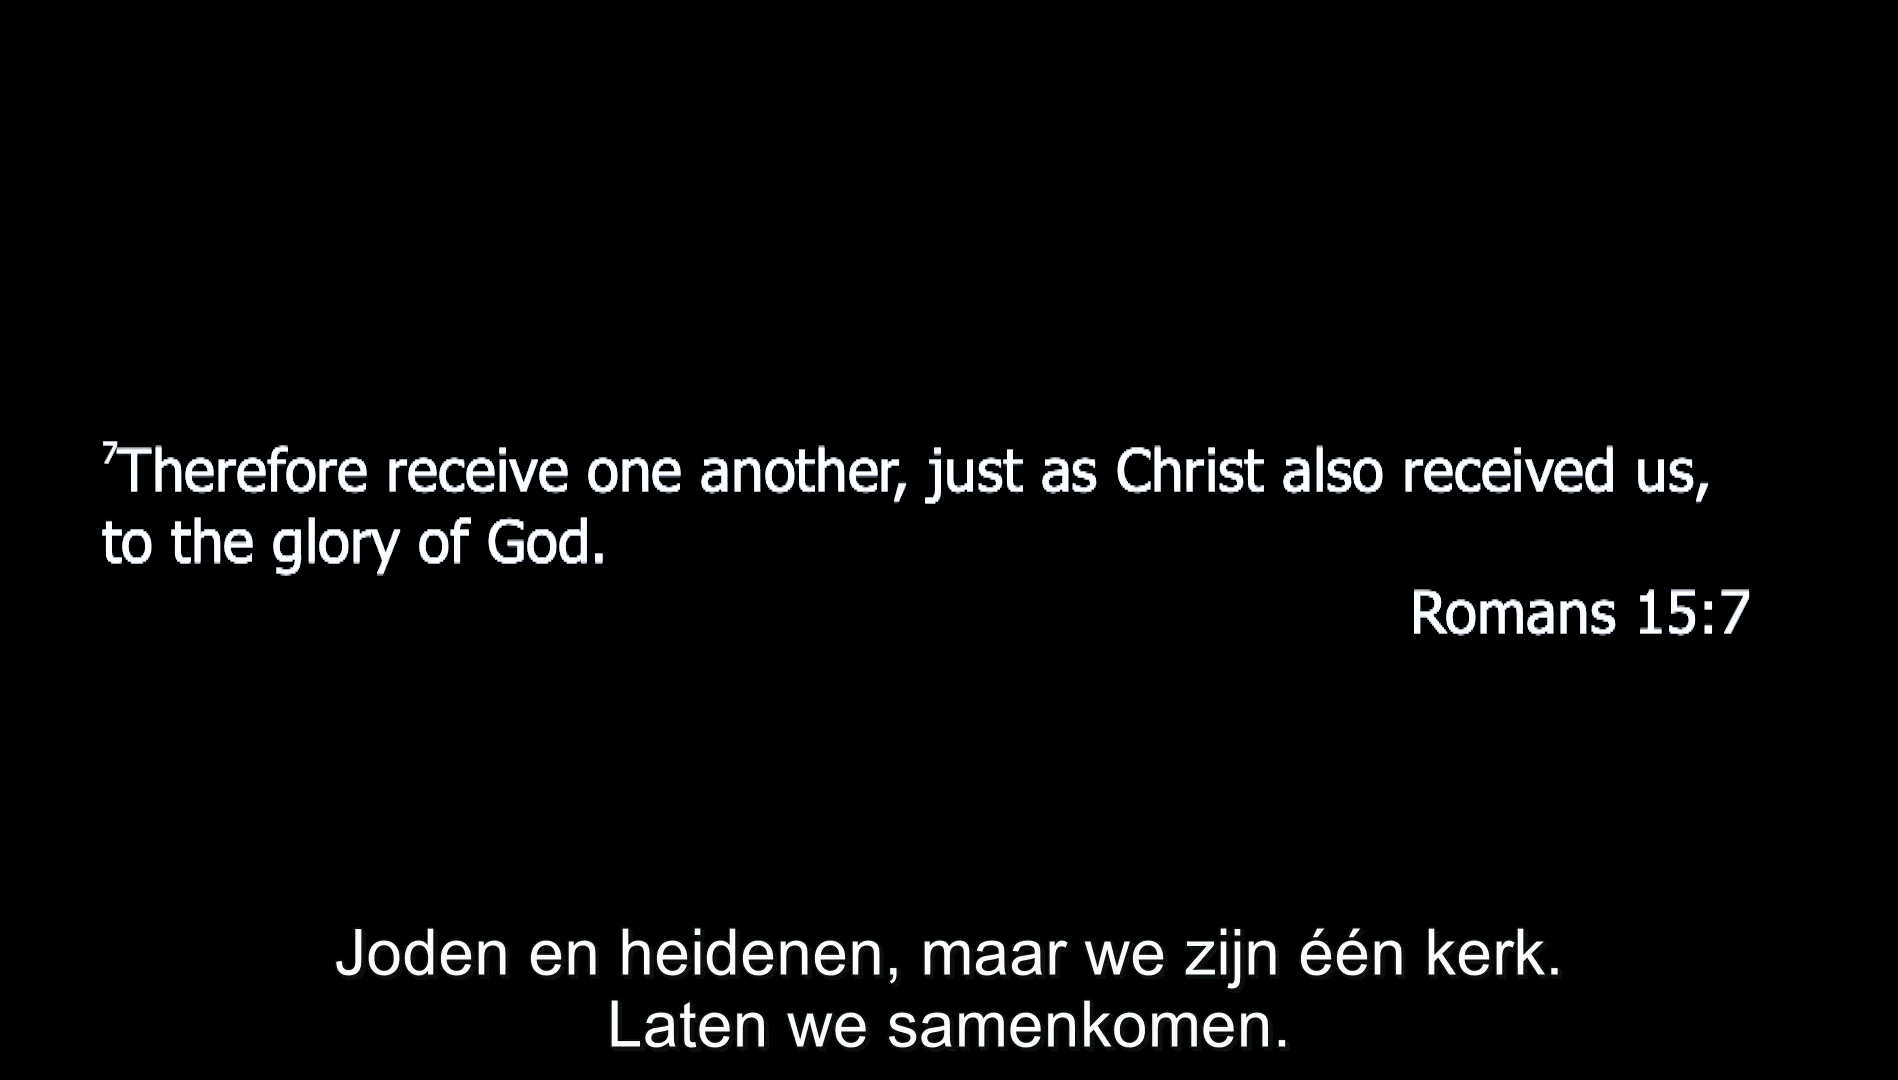 ⁷Therefore receive one another, just as Christ also received us,
to the glory of God.
Romans 15:7
Joden en heidenen, maar we zijn één kerk.
Laten we samenkomen.